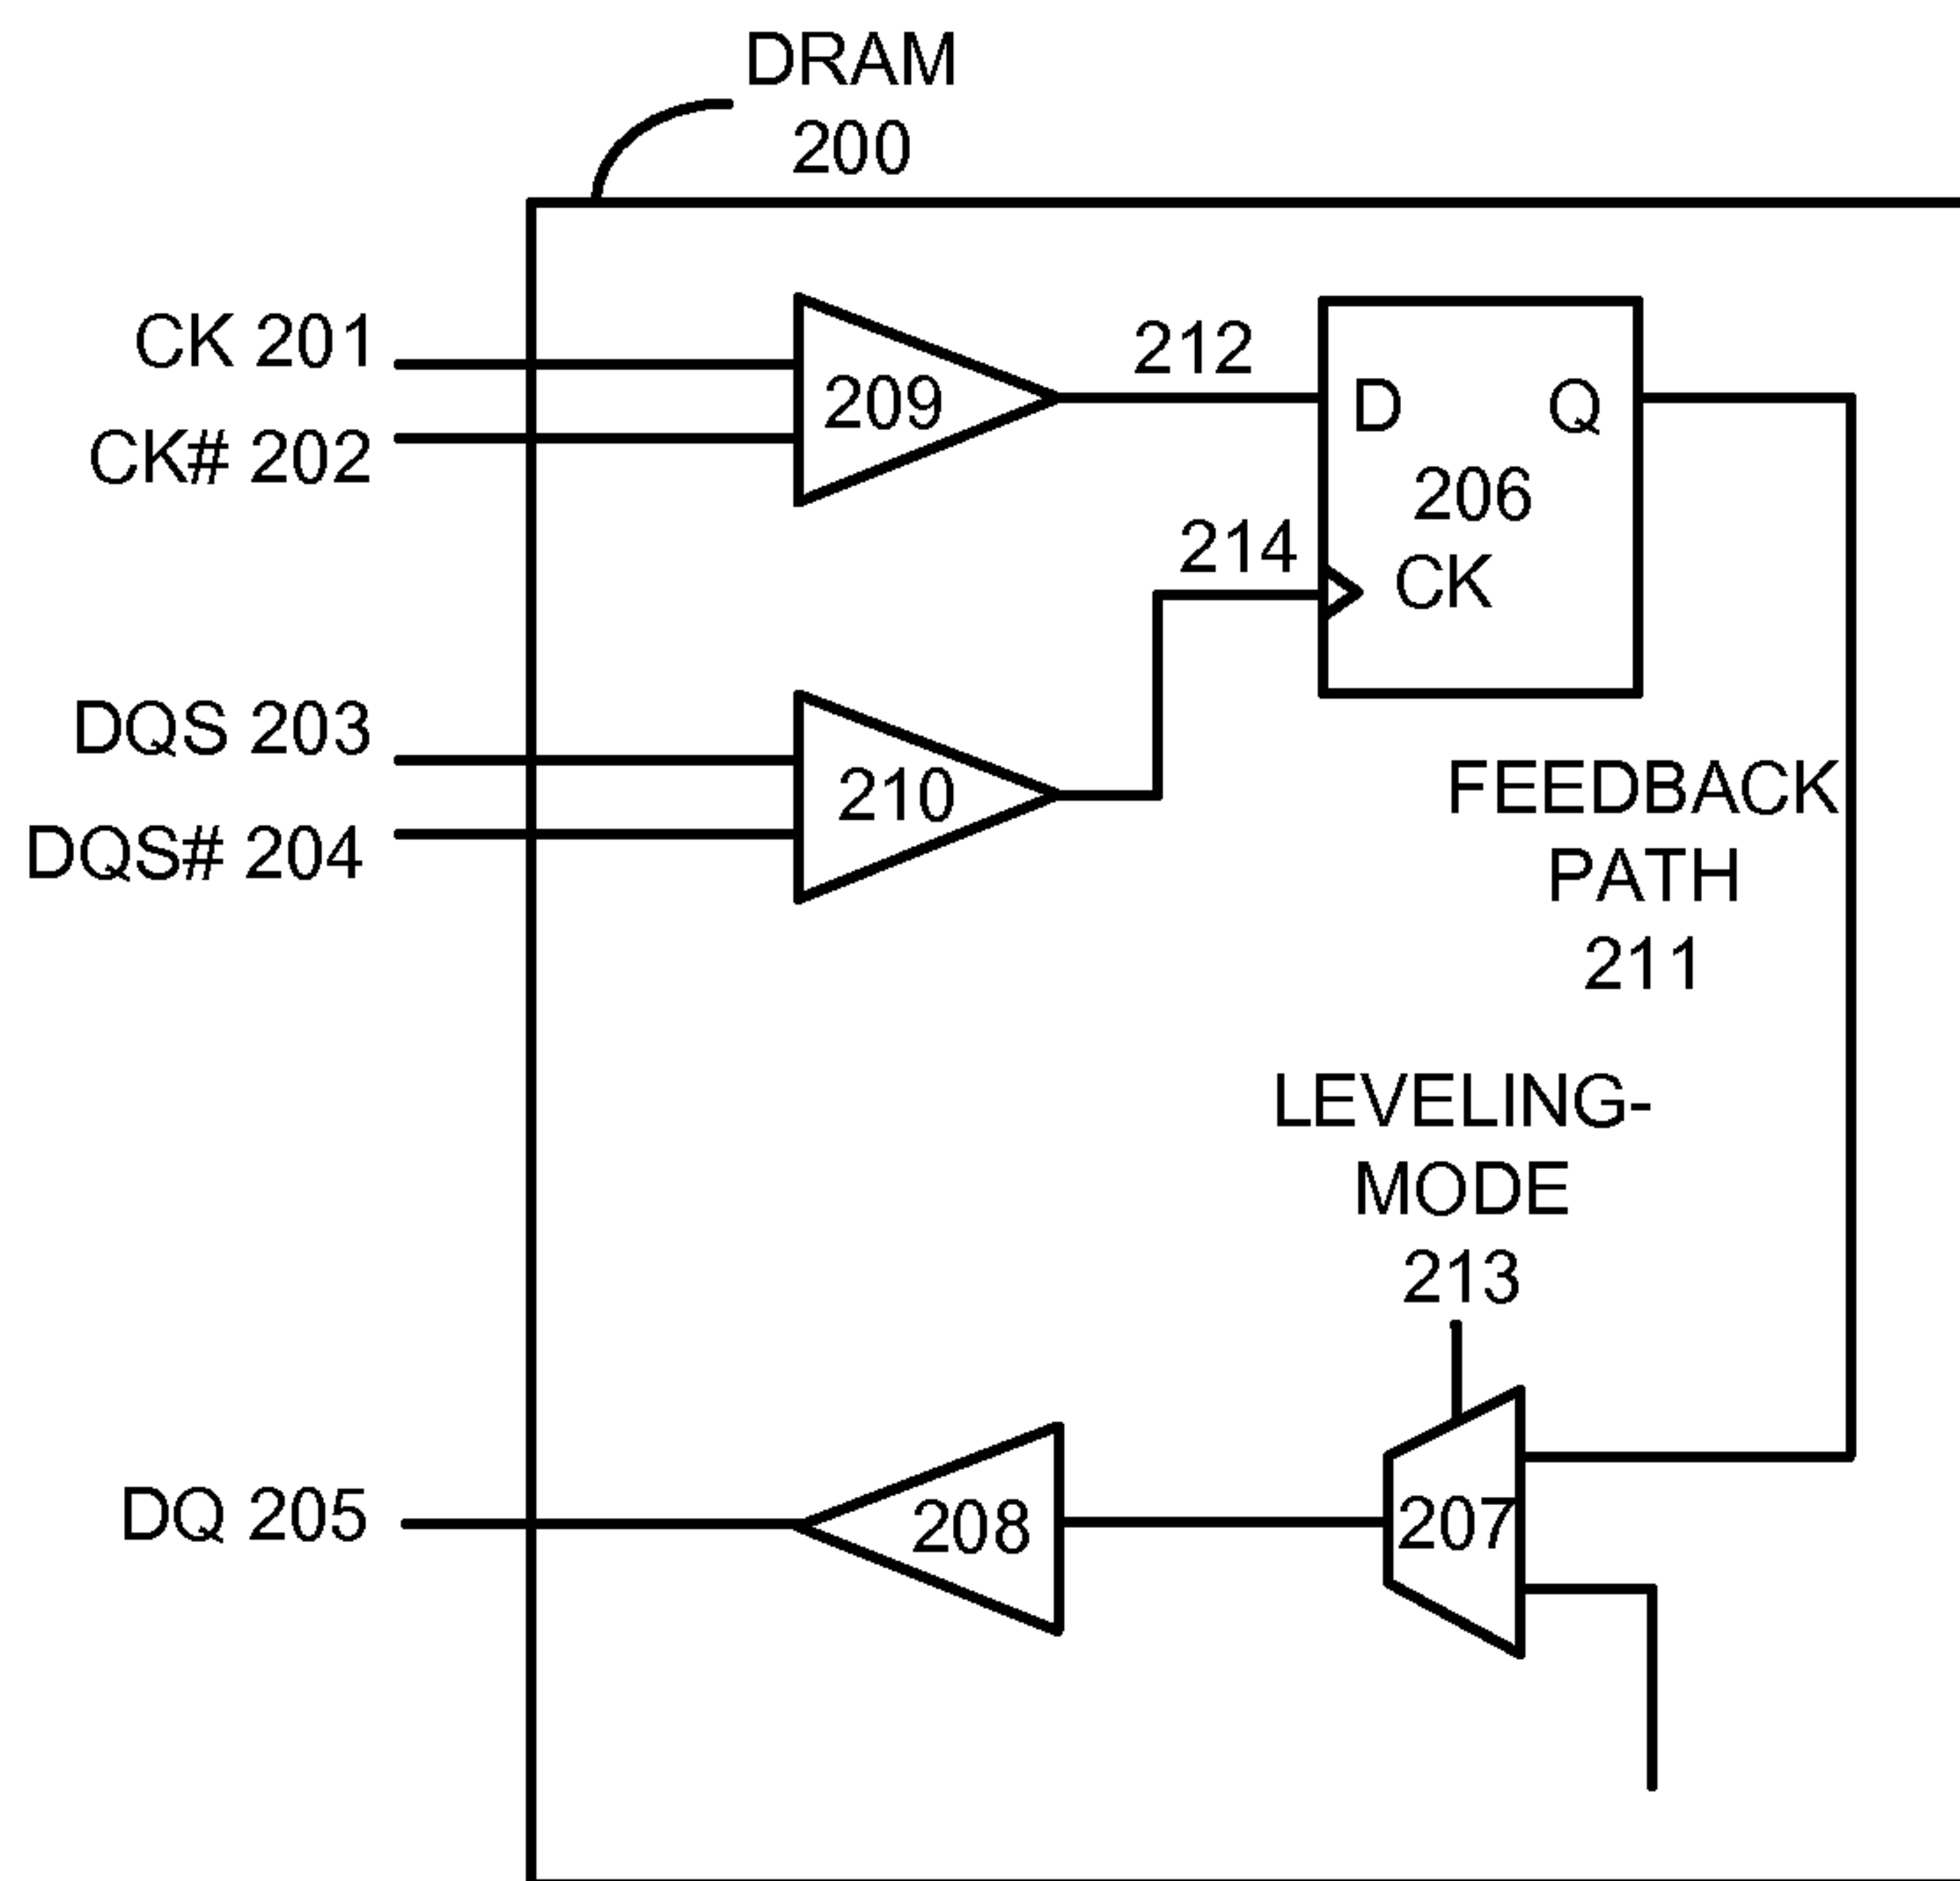 DRAM
200
CK 201
CK# 202
209
212
D Q
206
CK
214
DQS 203
DQS# 204
210
FEEDBACK
PATH
211
LEVELING-
MODE
213
DQ 205
208
207